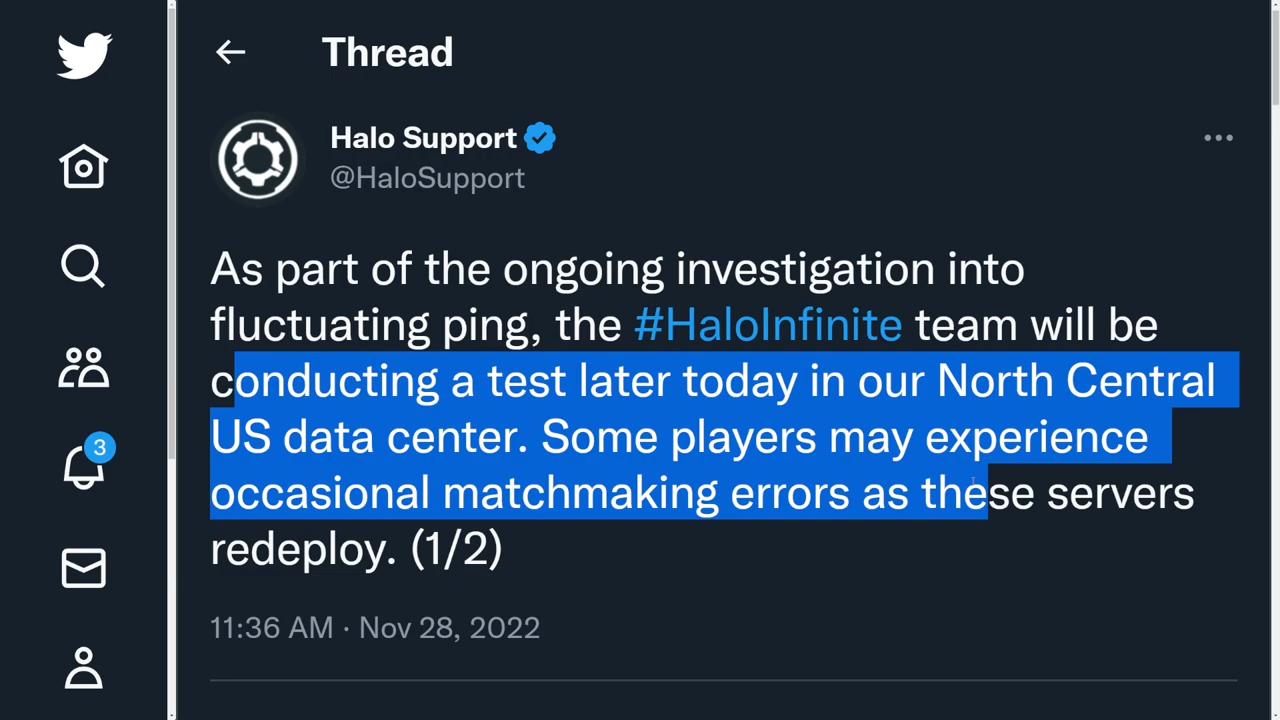 Thread
Halo Support
@HaloSupport
As part of the ongoing investigation into
fluctuating ping, the #HaloInfinite team will be
conducting a test later today in our North Central
US data center. Some players may experience
occasional matchmaking errors as these servers
redeploy. (1/2)
3
11:36 AM · Nov 28, 2022